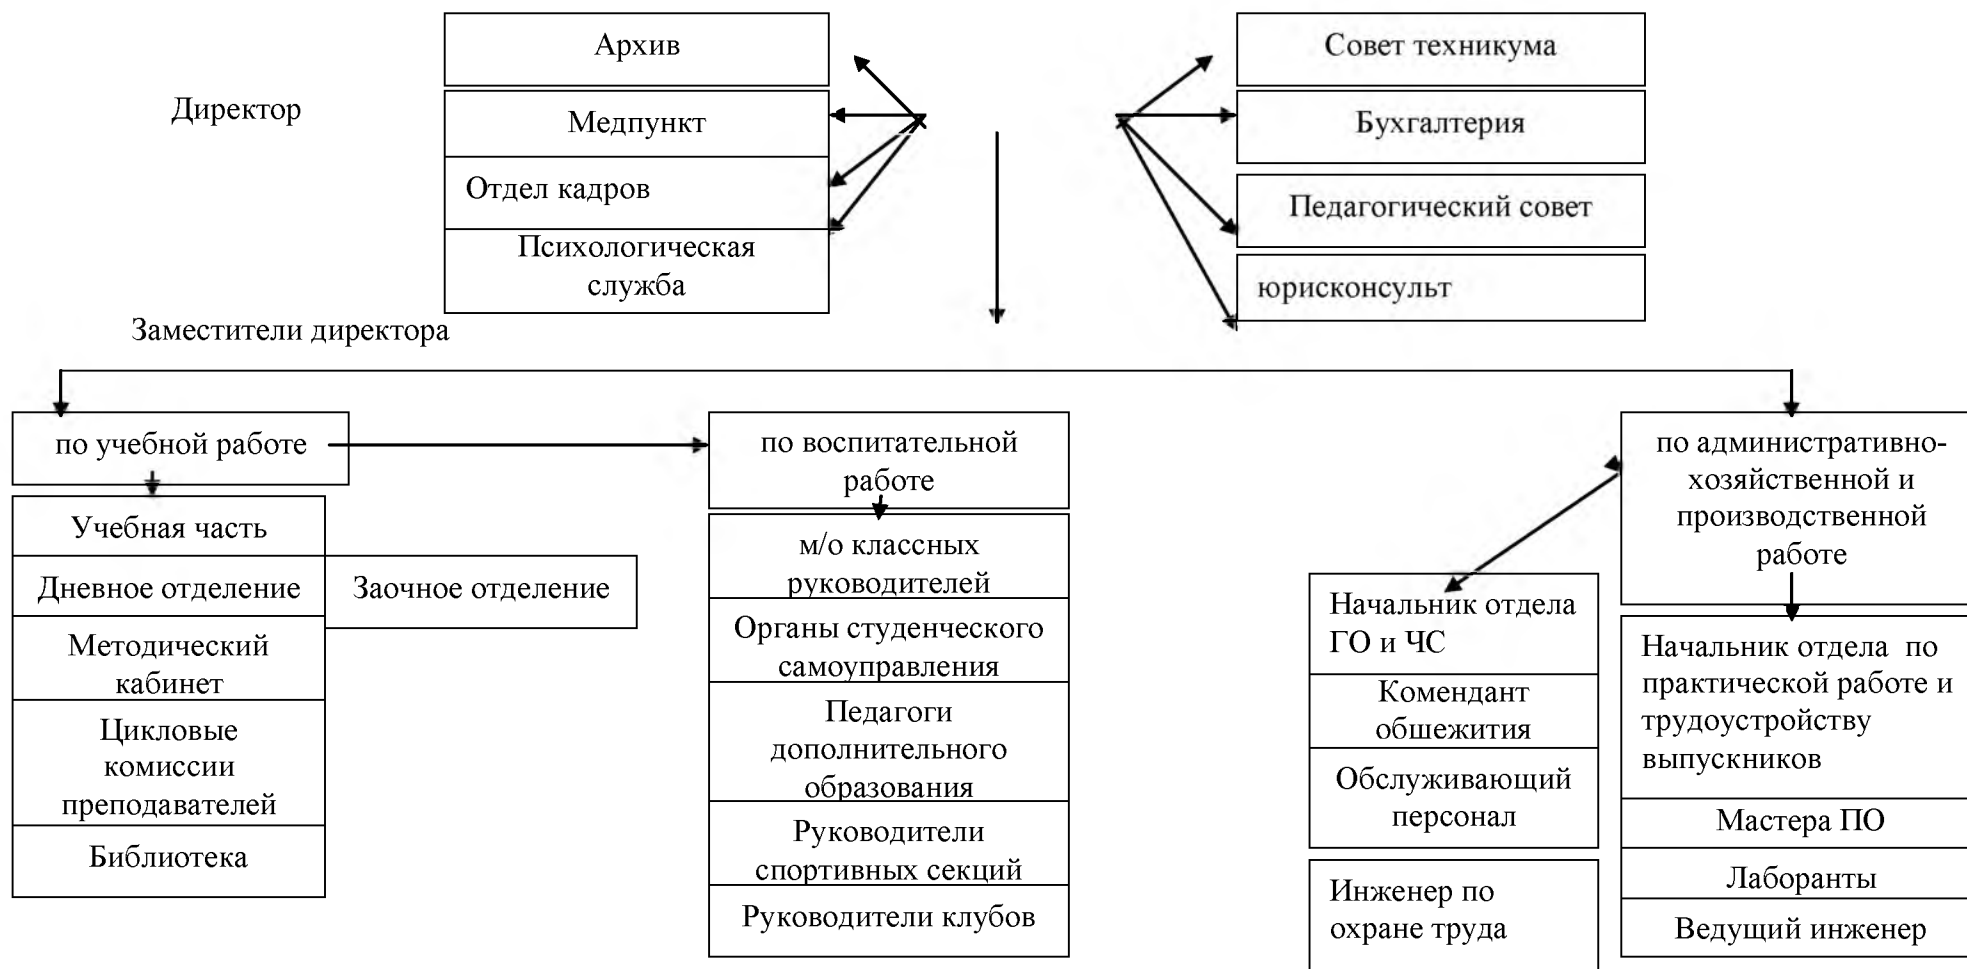 Директор
Архив
Медпункт
Отдел кадров
Психологическая
служба
Совет техникума
Бухгалтерия
Педагогический совет
юрисконсульт
Заместители директора
по учебной работе
Учебная часть
Дневное отделение
Заочное отделение
Методический
кабинет
Цикловые
комиссии
преподавателей
Библиотека
по воспитательной
работе
м/о классных
руководителей
Органы студенческого
самоуправления
Педагоги
дополнительного
образования
Руководители
спортивных секций
Руководители клубов
по административно-
хозяйственной и
производственной
работе
Начальник отдела
ГО и ЧС
Комендант
обшежития
Обслуживающий
персонал
Инженер по
охране труда
Начальник отдела по
практической работе и
трудоустройству
выпускников
Мастера ПО
Лаборанты
Ведущий инженер